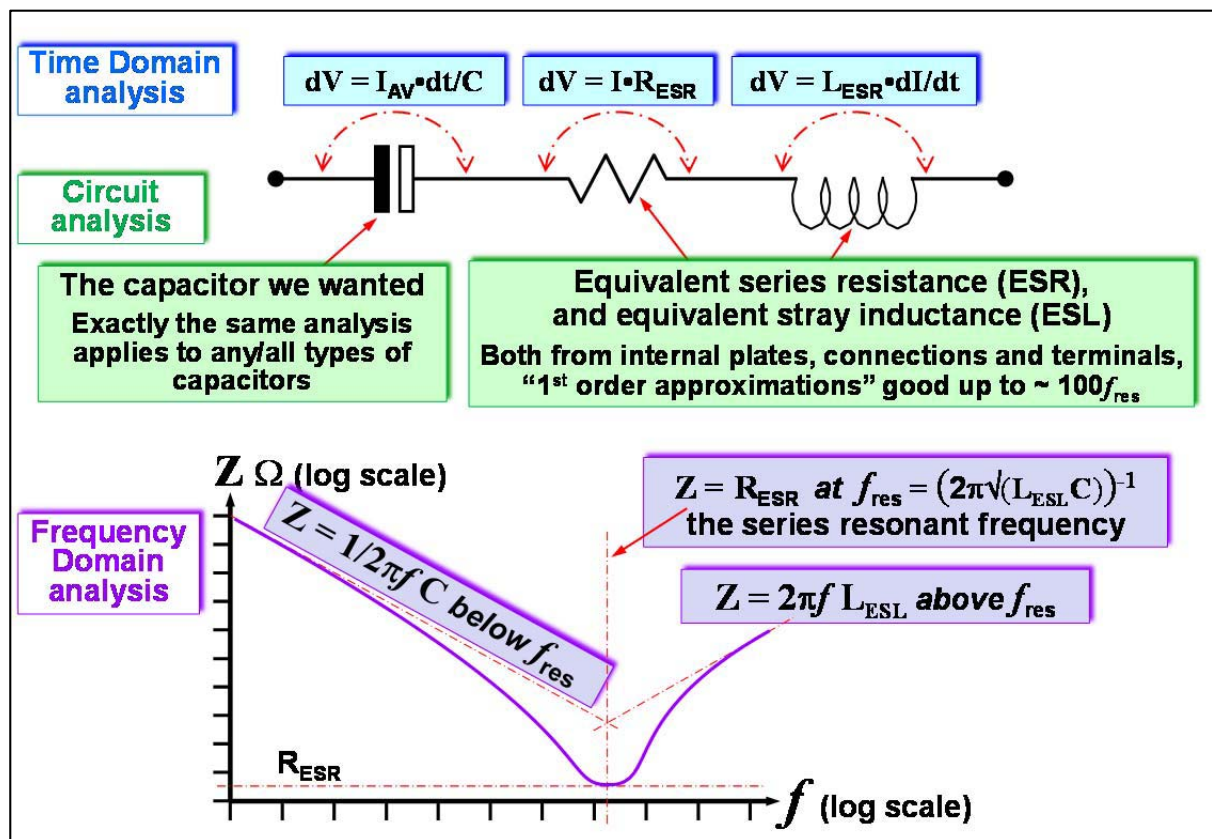 Time Domain
analysis
dV = I_AV•dt/C
dV = I•R_ESR
dV = L_ESR•dI/dt
Circuit
analysis
The capacitor we wanted
Exactly the same analysis
applies to any/all types of
capacitors
Equivalent series resistance (ESR),
and equivalent stray inductance (ESL)
Both from internal plates, connections and terminals,
“1st order approximations” good up to ~ 100f_res
Z Ω (log scale)
Frequency
Domain
analysis
Z = 1/2πf C below f_res
Z = R_ESR at f_res = (2π√(L_ESL C))⁻¹
the series resonant frequency
Z = 2πf L_ESL above f_res
R_ESR
f (log scale)